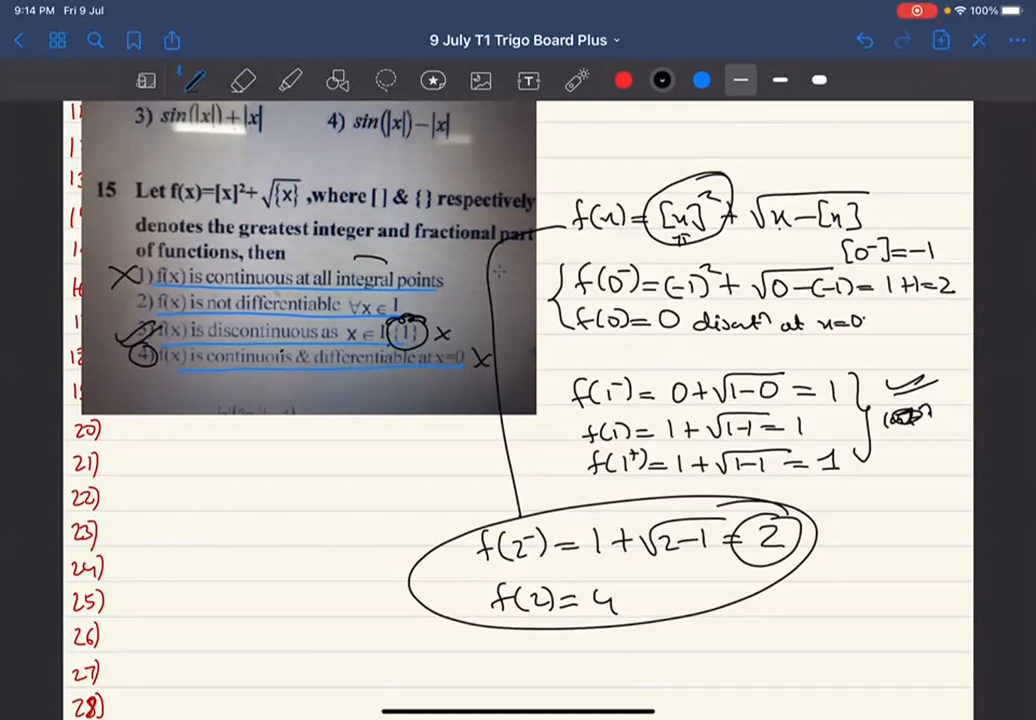 9:14 PM Fri 9 Jul
100%
9 July T1 Trigo Board Plus
3) sin(|x|)+|x| 4) sin(|x|)−|x|
15 Let f(x)=[x]²+√{x} ,where [ ] & { } respectively
denotes the greatest integer and fractional part
of functions, then
1) f(x) is continuous at all integral points
2) f(x) is not differentiable ∀x ∈ I
f(x) is discontinuous as x ∈ I {1} x
4) f(x) is continuous & differentiable at x=0 x
20)
21)
22)
23)
24)
25)
26)
27)
28)
f(x) = [x]² + √x−[x]
[0⁻]=−1
f(0⁻)=(−1)²+√0−(−1) = 1+1=2
f(0)= 0 at x=0
f(1⁻)= 0+√1−0 = 1
f(1)= 1+√1−1 = 1
f(1⁺)= 1+√1−1 = 1
f(2⁻)= 1+√2−1 = 2
f(2)= 4